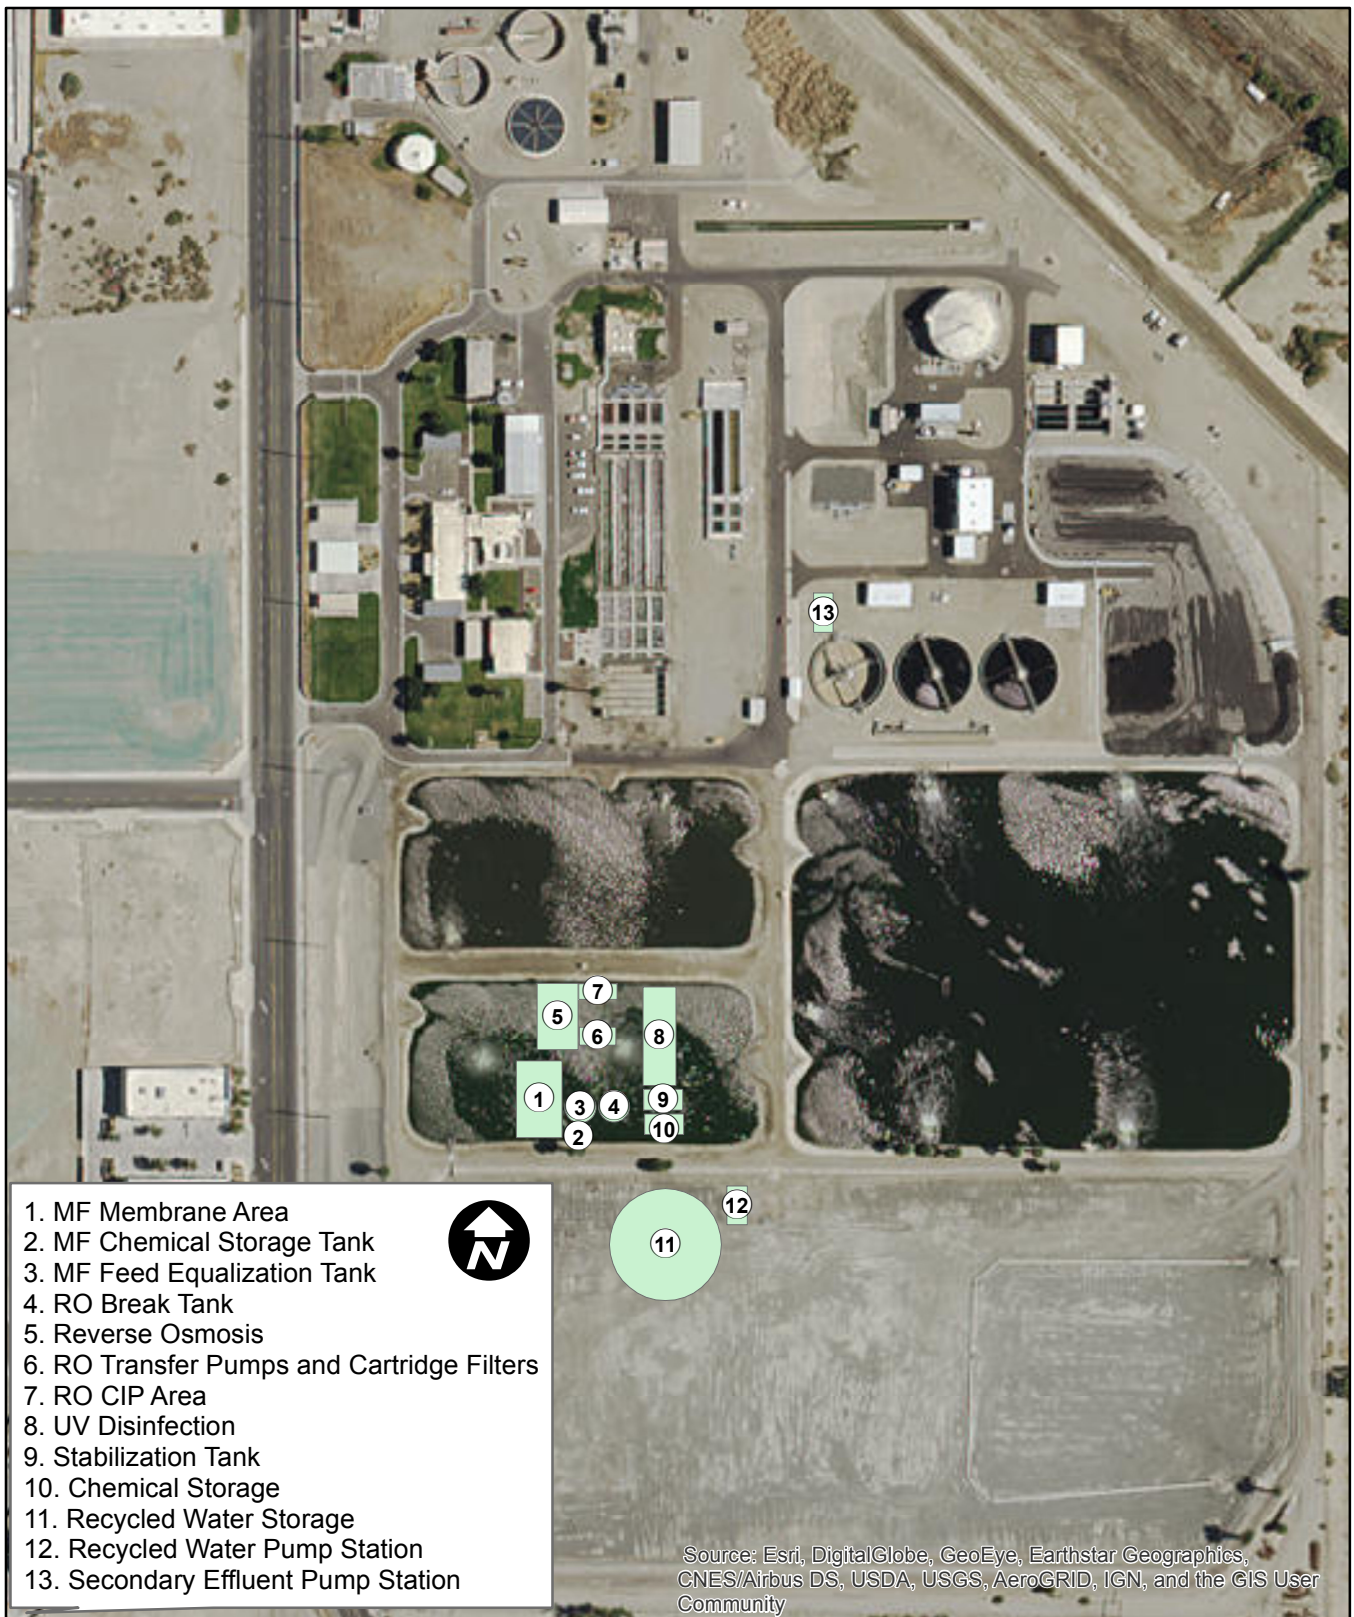 13
7
5
6
8
1
3
4
9
2
10
12
11
1. MF Membrane Area
2. MF Chemical Storage Tank
3. MF Feed Equalization Tank
4. RO Break Tank
5. Reverse Osmosis
6. RO Transfer Pumps and Cartridge Filters
7. RO CIP Area
8. UV Disinfection
9. Stabilization Tank
10. Chemical Storage
11. Recycled Water Storage
12. Recycled Water Pump Station
13. Secondary Effluent Pump Station
N
Source: Esri, DigitalGlobe, GeoEye, Earthstar Geographics,
CNES/Airbus DS, USDA, USGS, AeroGRID, IGN, and the GIS User
Community